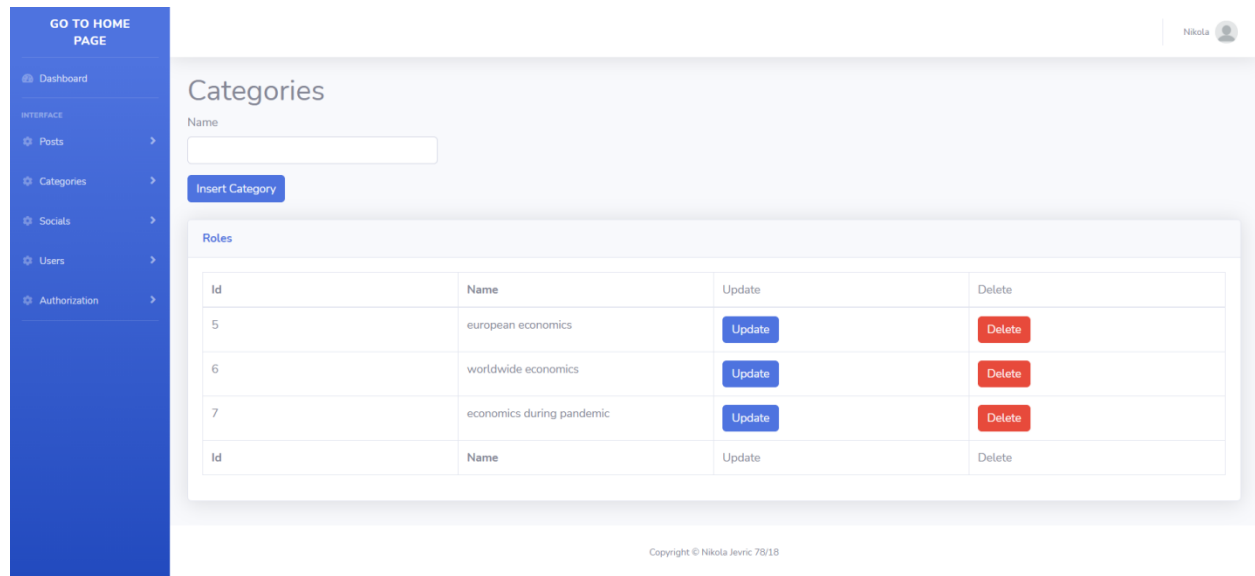 GO TO HOME
PAGE
Nikola
Dashboard
INTERFACE
Posts
Categories
Socials
Users
Authorization
Categories
Name
Insert Category
Roles
Id Name Update Delete
5 european economics Update Delete
6 worldwide economics Update Delete
7 economics during pandemic Update Delete
Id Name Update Delete
Copyright © Nikola Jevric 78/18